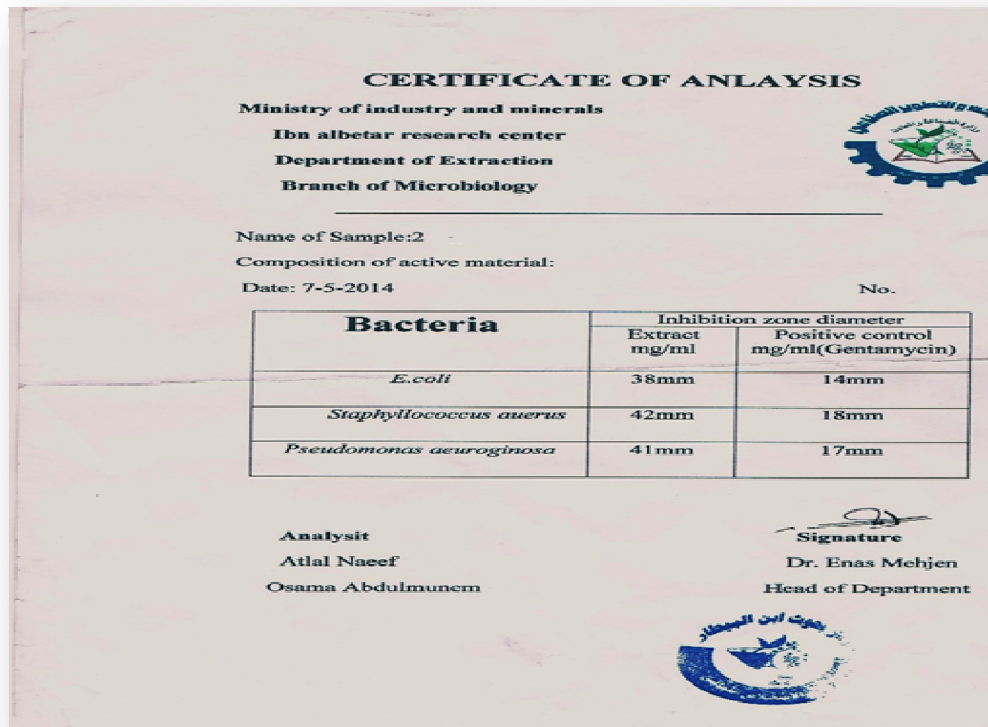 CERTIFICATE OF ANLAYSIS
Ministry of industry and minerals
Ibn albetar research center
Department of Extraction
Branch of Microbiology
Name of Sample:2
Composition of active material:
Date: 7-5-2014 No.
Bacteria Inhibition zone diameter
Extract mg/ml Positive control mg/ml(Gentamycin)
E.coli 38mm 14mm
Staphyllococcus auerus 42mm 18mm
Pseudomonas aeuroginosa 41mm 17mm
Analysit Signature
Atlal Naeef Dr. Enas Mehjen
Osama Abdulmunem Head of Department
بحوث ابن البيطار